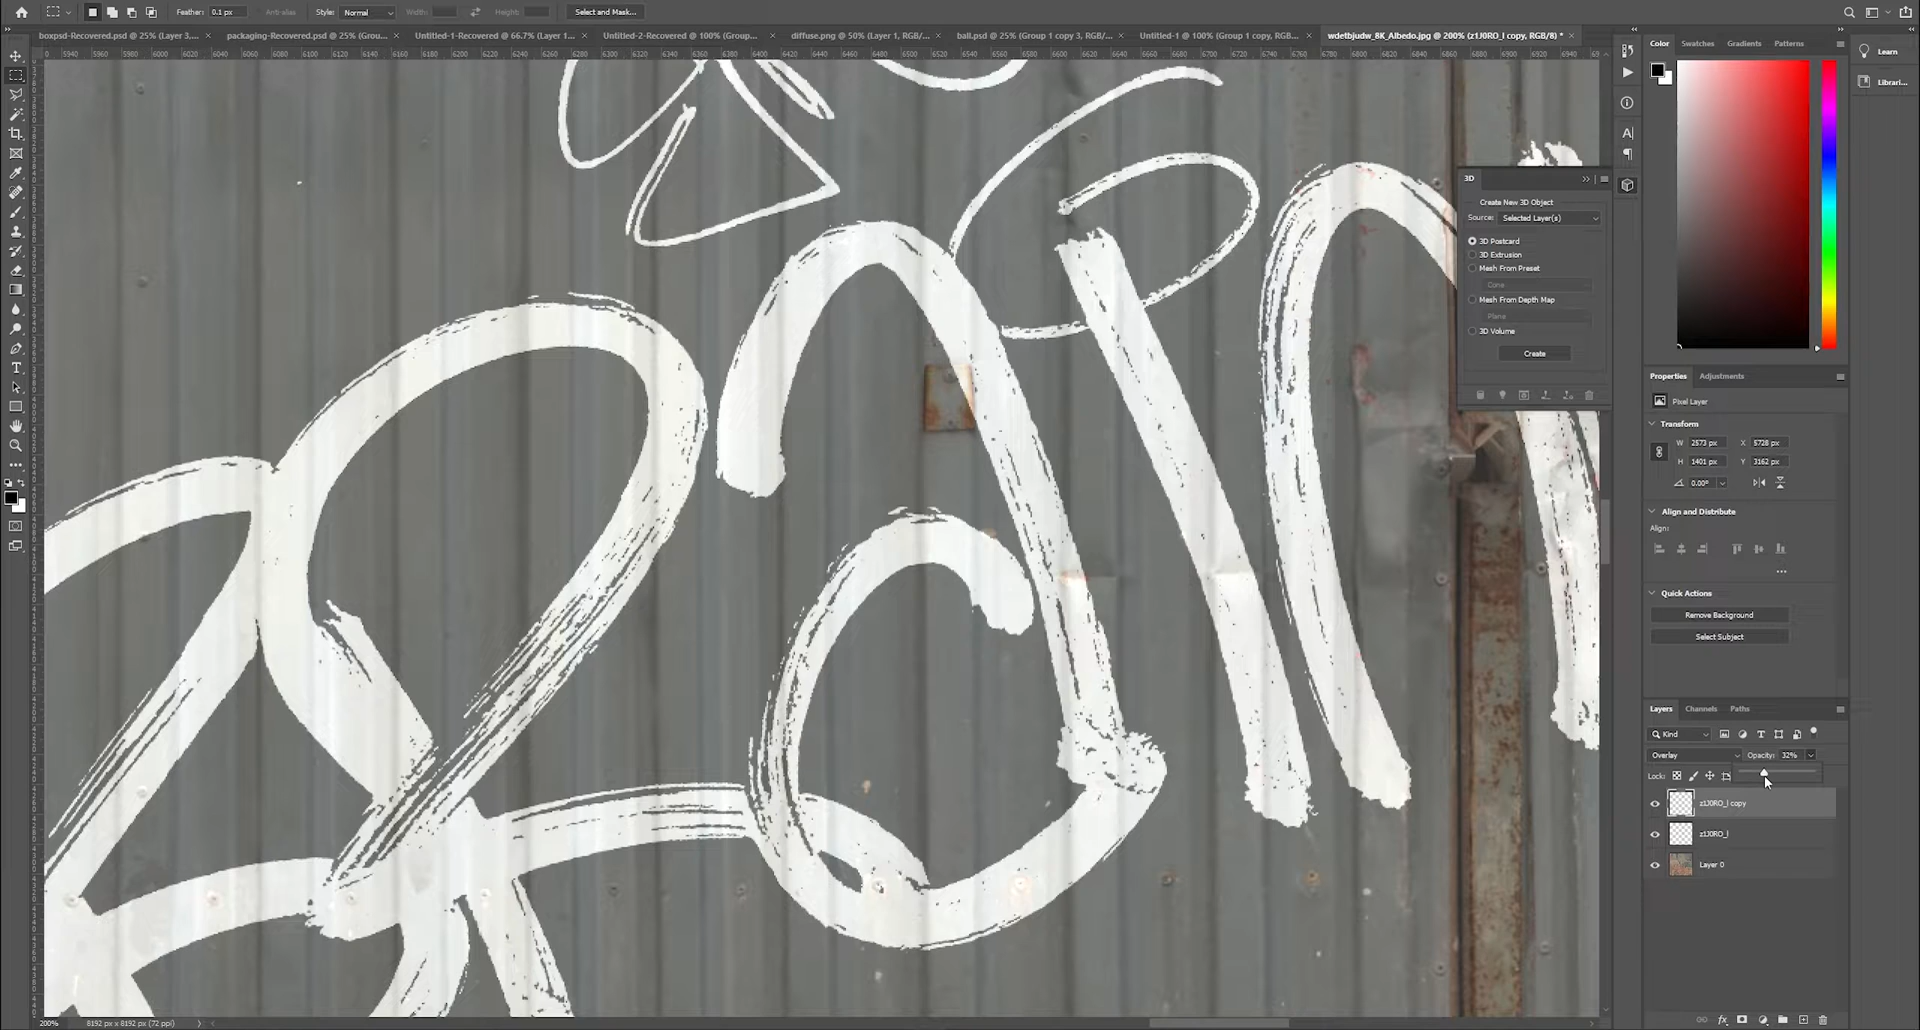 Feather: 0.1 px Anti-alias Style: Normal Width: Height: Select and Mask...
boxpsd-Recovered.psd @ 25% (Layer 3,... × packaging-Recovered.psd @ 25% (Grou... × Untitled-1-Recovered @ 66.7% (Layer 1... × Untitled-2-Recovered @ 100% (Group... × diffuse.png @ 50% (Layer 1, RGB/... × ball.psd @ 25% (Group 1 copy 3, RGB/... × Untitled-1 @ 100% (Group 1 copy, RGB... × wdetbjudw_8K_Albedo.jpg @ 200% (z1J0RO_l copy, RGB/8) * ×
Color Swatches Gradients Patterns
Learn
Librari...
3D
Create New 3D Object
Source: Selected Layer(s)
3D Postcard
3D Extrusion
Mesh From Preset
Cone
Mesh From Depth Map
Plane
3D Volume
Create
Properties Adjustments
Pixel Layer
Transform
W 2573 px X 5728 px
H 1401 px Y 3162 px
0.00°
Align and Distribute
Align:
Quick Actions
Remove Background
Select Subject
Layers Channels Paths
Kind
Overlay Opacity: 32%
Lock:
z1J0RO_l copy
z1J0RO_l
Layer 0
200% 8192 px x 8192 px (72 ppi)